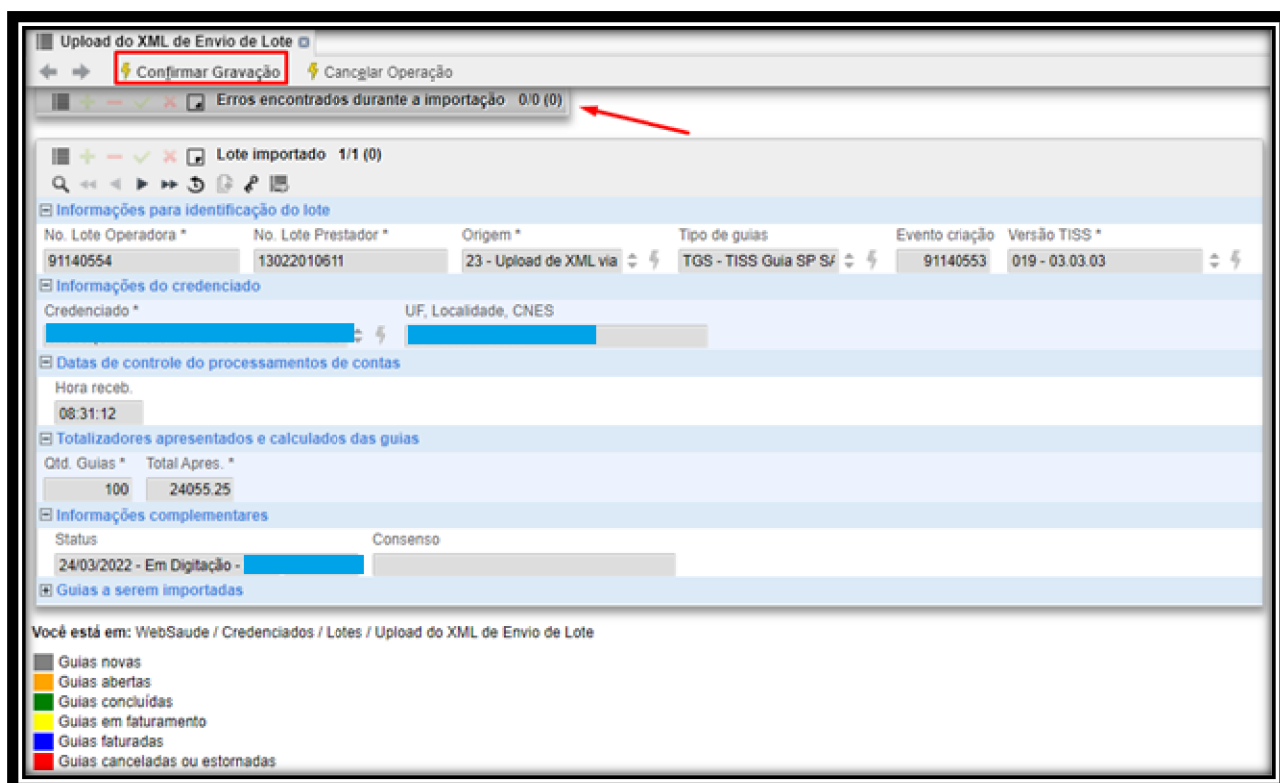 Upload do XML de Envio de Lote
Confirmar Gravação Cancelar Operação
Erros encontrados durante a importação 0/0 (0)
Lote importado 1/1 (0)
Informações para identificação do lote
No. Lote Operadora * No. Lote Prestador * Origem * Tipo de guias Evento criação Versão TISS *
91140554 13022010611 23 - Upload de XML via TGS - TISS Guia SP S/ 91140553 019 - 03.03.03
Informações do credenciado
Credenciado * UF, Localidade, CNES
Datas de controle do processamentos de contas
Hora receb.
08:31:12
Totalizadores apresentados e calculados das guias
Qtd. Guias * Total Apres. *
100 24055.25
Informações complementares
Status Consenso
24/03/2022 - Em Digitação -
Guias a serem importadas
Você está em: WebSaude / Credenciados / Lotes / Upload do XML de Envio de Lote
Guias novas
Guias abertas
Guias concluídas
Guias em faturamento
Guias faturadas
Guias canceladas ou estornadas